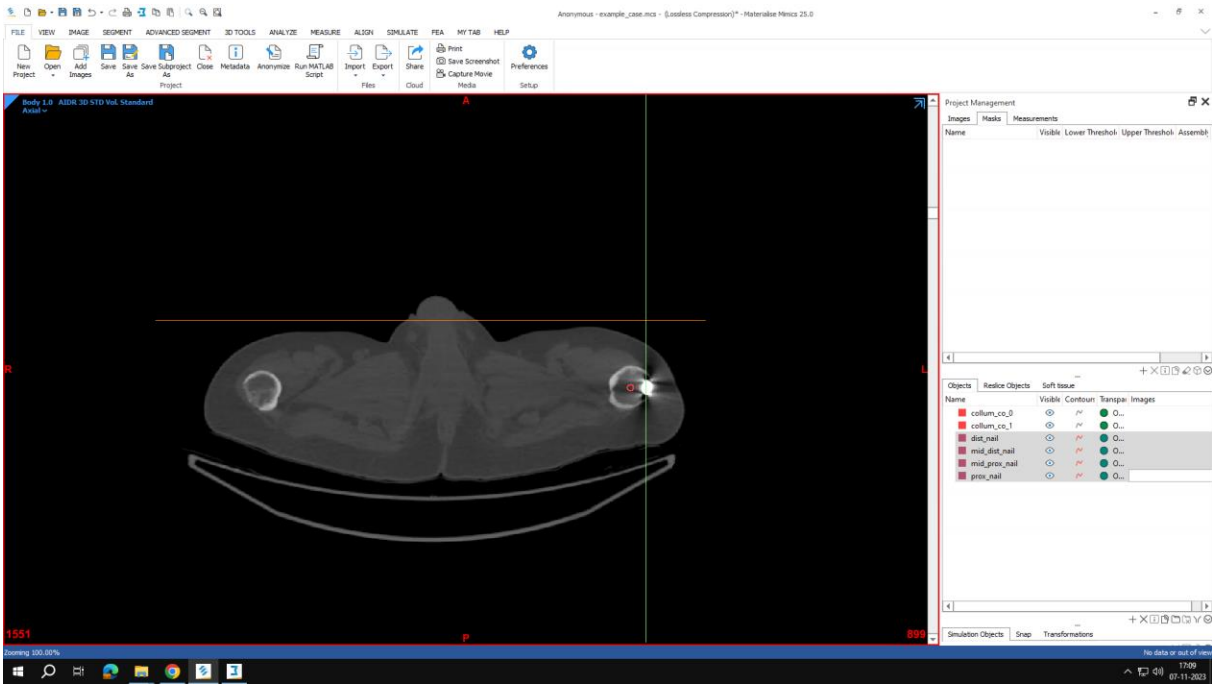 Anonymous - example_case.mcs - (Lossless Compression)* - Materialise Mimics 25.0
FILE VIEW IMAGE SEGMENT ADVANCED SEGMENT 3D TOOLS ANALYZE MEASURE ALIGN SIMULATE FEA MY TAB HELP
New Project Open Add Images Save Save As Save Subproject As Close Metadata Anonymize Run MATLAB Script Import Export Share Print Preferences
Save Screenshot
Capture Movie
Project Files Cloud Media Setup
Body 1.0 AIDR 3D STD Vol. Standard
Axial
A
R
L
1551
P
899
Project Management
Images Masks Measurements
Name Visible Lower Threshol Upper Threshol Assembl
Objects Reslice Objects Soft tissue
Name Visible Contour Transpa Images
collum_co_0 O...
collum_co_1 O...
dist_nail O...
mid_dist_nail O...
mid_prox_nail O...
prox_nail O...
Simulation Objects Snap Transformations
Zooming 100.00%
No data or out of view
17:09
07-11-2023